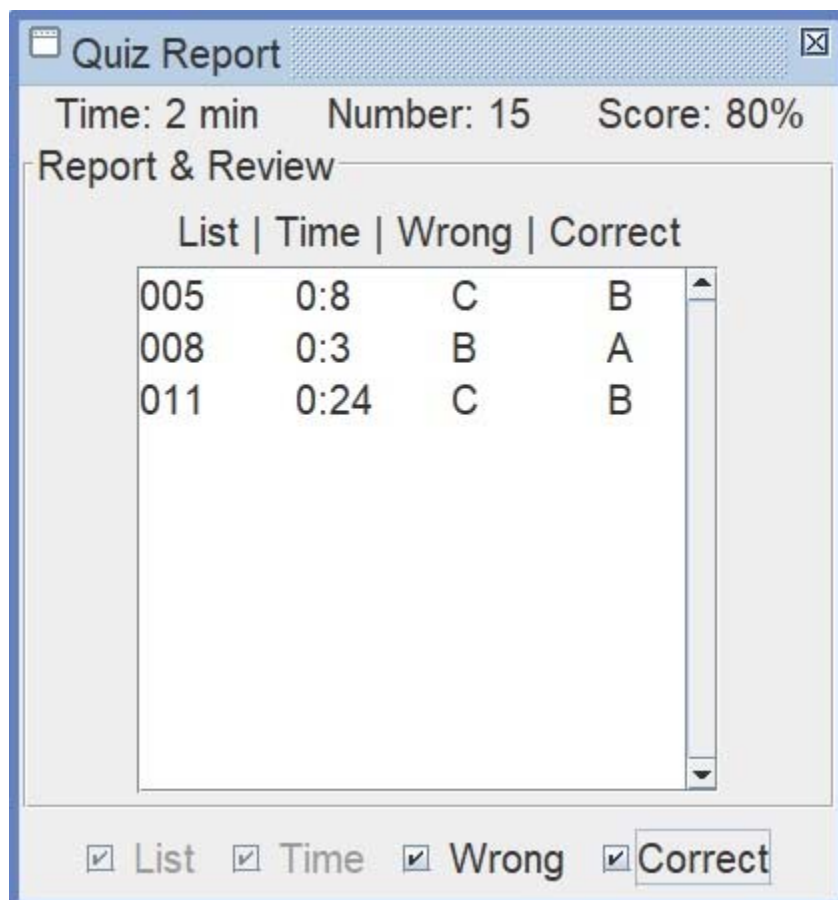 Quiz Report
Time: 2 min Number: 15 Score: 80%
Report & Review
List | Time | Wrong | Correct
005 0:8 C B
008 0:3 B A
011 0:24 C B
List Time Wrong Correct